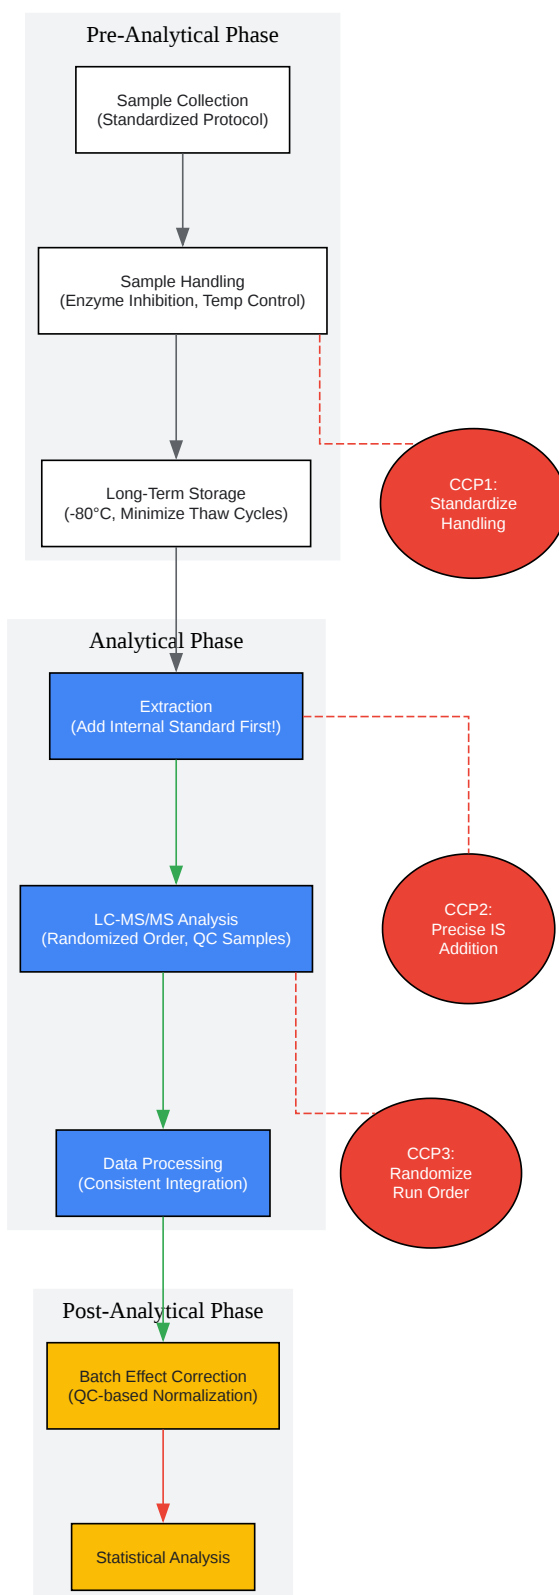 Pre-Analytical Phase
Sample Collection
(Standardized Protocol)
Sample Handling
(Enzyme Inhibition, Temp Control)
Long-Term Storage
(-80°C, Minimize Thaw Cycles)
CCP1:
Standardize
Handling
Analytical Phase
Extraction
(Add Internal Standard First!)
LC-MS/MS Analysis
(Randomized Order, QC Samples)
CCP2:
Precise IS
Addition
Data Processing
(Consistent Integration)
CCP3:
Randomize
Run Order
Post-Analytical Phase
Batch Effect Correction
(QC-based Normalization)
Statistical Analysis